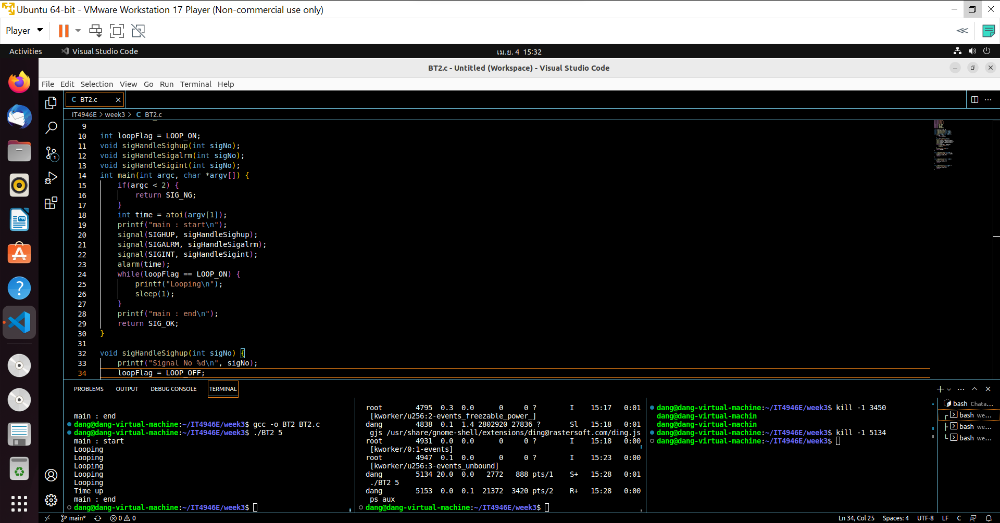 Ubuntu 64-bit - VMware Workstation 17 Player (Non-commercial use only)
Player
Activities
Visual Studio Code
เม.ย. 4 15:32
BT2.c - Untitled (Workspace) - Visual Studio Code
File Edit Selection View Go Run Terminal Help
C BT2.c
IT4946E > week3 > C BT2.c
9
10 int loopFlag = LOOP_ON;
11 void sigHandleSighup(int sigNo);
12 void sigHandleSigalrm(int sigNo);
13 void sigHandleSigint(int sigNo);
14 int main(int argc, char *argv[]) {
15 if(argc < 2) {
16 return SIG_NG;
17 }
18 int time = atoi(argv[1]);
19 printf("main : start\n");
20 signal(SIGHUP, sigHandleSighup);
21 signal(SIGALRM, sigHandleSigalrm);
22 signal(SIGINT, sigHandleSigint);
23 alarm(time);
24 while(loopFlag == LOOP_ON) {
25 printf("Looping\n");
26 sleep(1);
27 }
28 printf("main : end\n");
29 return SIG_OK;
30 }
31
32 void sigHandleSighup(int sigNo) {
33 printf("Signal No %d\n", sigNo);
34 loopFlag = LOOP_OFF;
1
PROBLEMS OUTPUT DEBUG CONSOLE TERMINAL
main : end
dang@dang-virtual-machine:~/IT4946E/week3$ gcc -o BT2 BT2.c
dang@dang-virtual-machine:~/IT4946E/week3$ ./BT2 5
main : start
Looping
Looping
Looping
Looping
Looping
Time up
main : end
dang@dang-virtual-machine:~/IT4946E/week3$
root 4795 0.3 0.0 0 0 ? I 15:17 0:01
[kworker/u256:2-events_freezable_power_]
dang 4838 0.1 1.4 2802920 27836 ? Sl 15:18 0:01
gjs /usr/share/gnome-shell/extensions/ding@rastersoft.com/ding.js
root 4931 0.0 0.0 0 0 ? I 15:18 0:00
[kworker/0:1-events]
root 4947 0.1 0.0 0 0 ? I 15:23 0:00
[kworker/u256:3-events_unbound]
dang 5134 20.0 0.0 2772 888 pts/1 S+ 15:28 0:01
./BT2 5
dang 5153 0.0 0.1 21372 3420 pts/2 R+ 15:28 0:00
ps aux
dang@dang-virtual-machine:~/IT4946E/week3$
dang@dang-virtual-machine:~/IT4946E/week3$ kill -1 3450
dang@dang-virtual-machin
dang@dang-virtual-machin
dang@dang-virtual-machine:~/IT4946E/week3$ kill -1 5134
dang@dang-virtual-machine:~/IT4946E/week3$
bash Chata...
bash we...
bash we...
bash we...
main* 0 0
Ln 34, Col 25 Spaces: 4 UTF-8 LF C